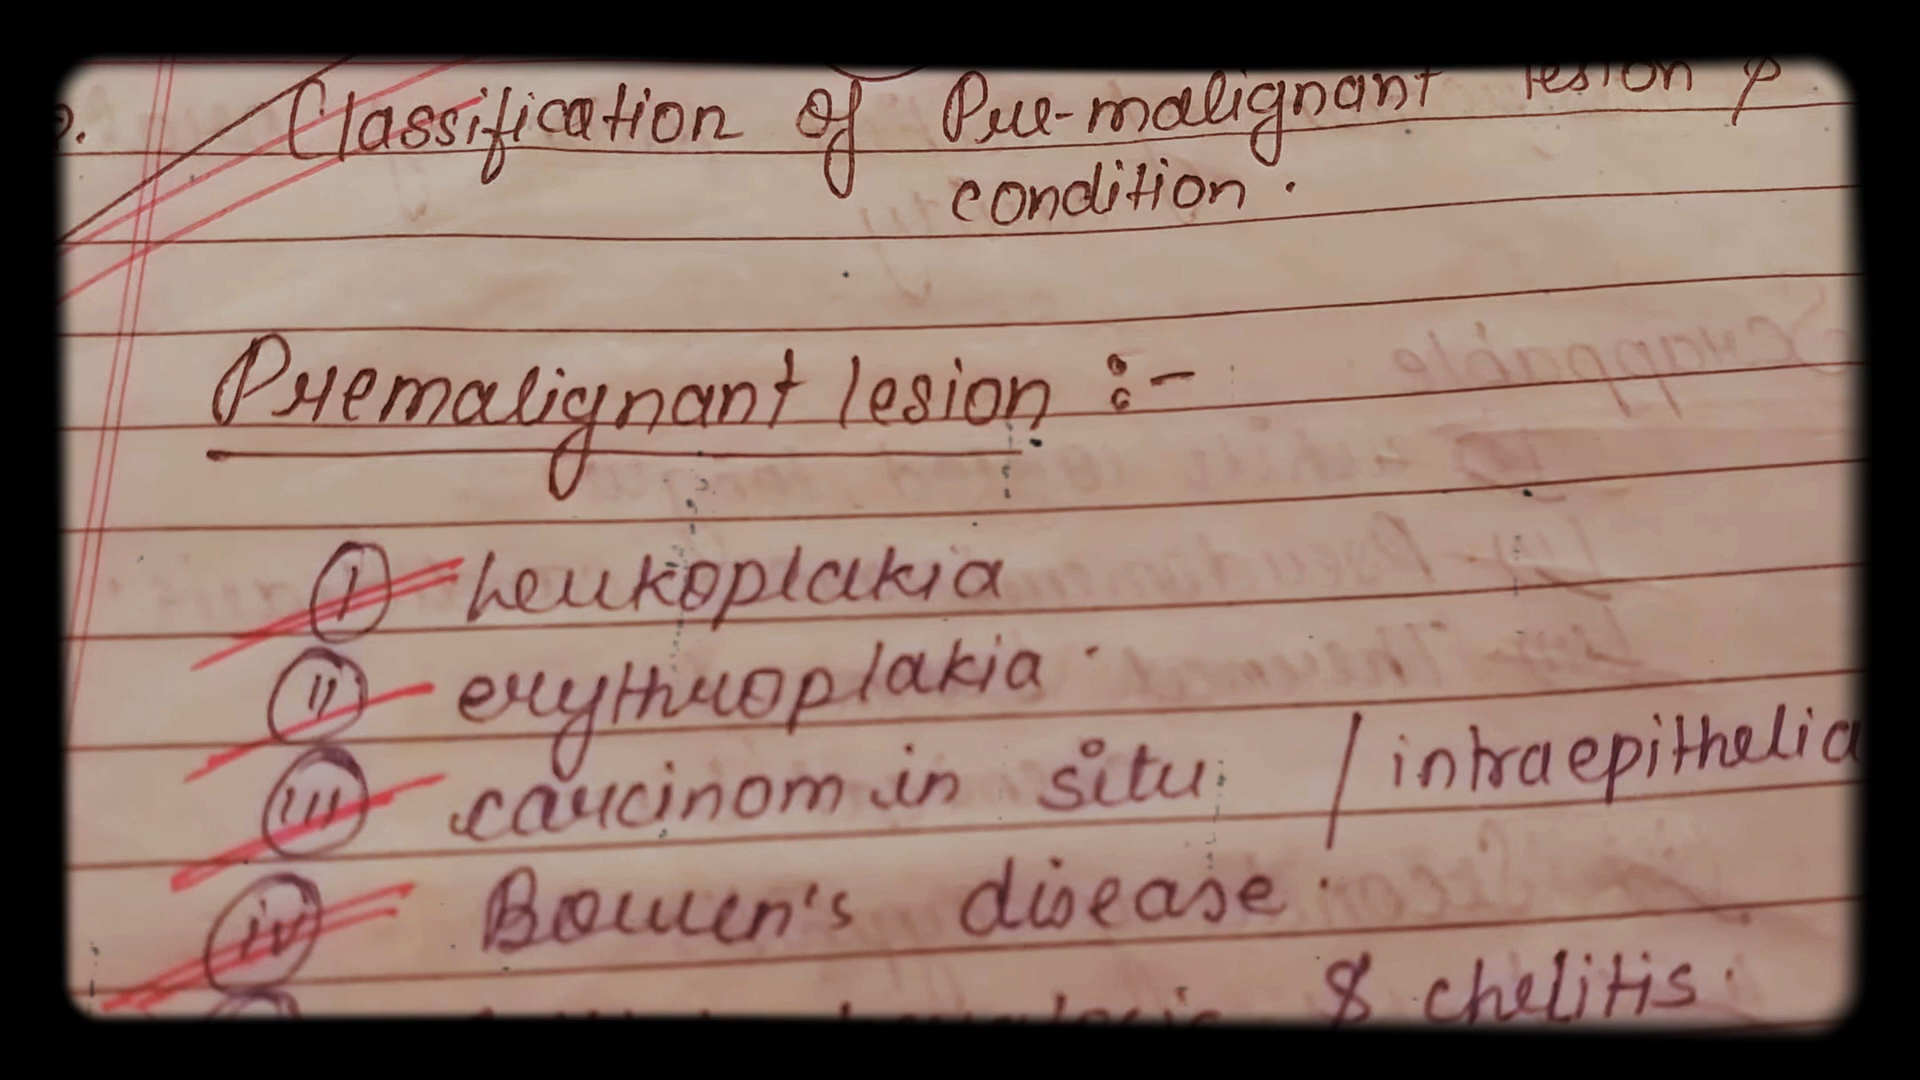 Classification of Pre-malignant lesion &
condition.
Premalignant lesion :-
(i) Leukoplakia
(ii) erythroplakia.
(iii) carcinom in situ / intraepithelia
(iv) Bowen's disease.
& chelitis.